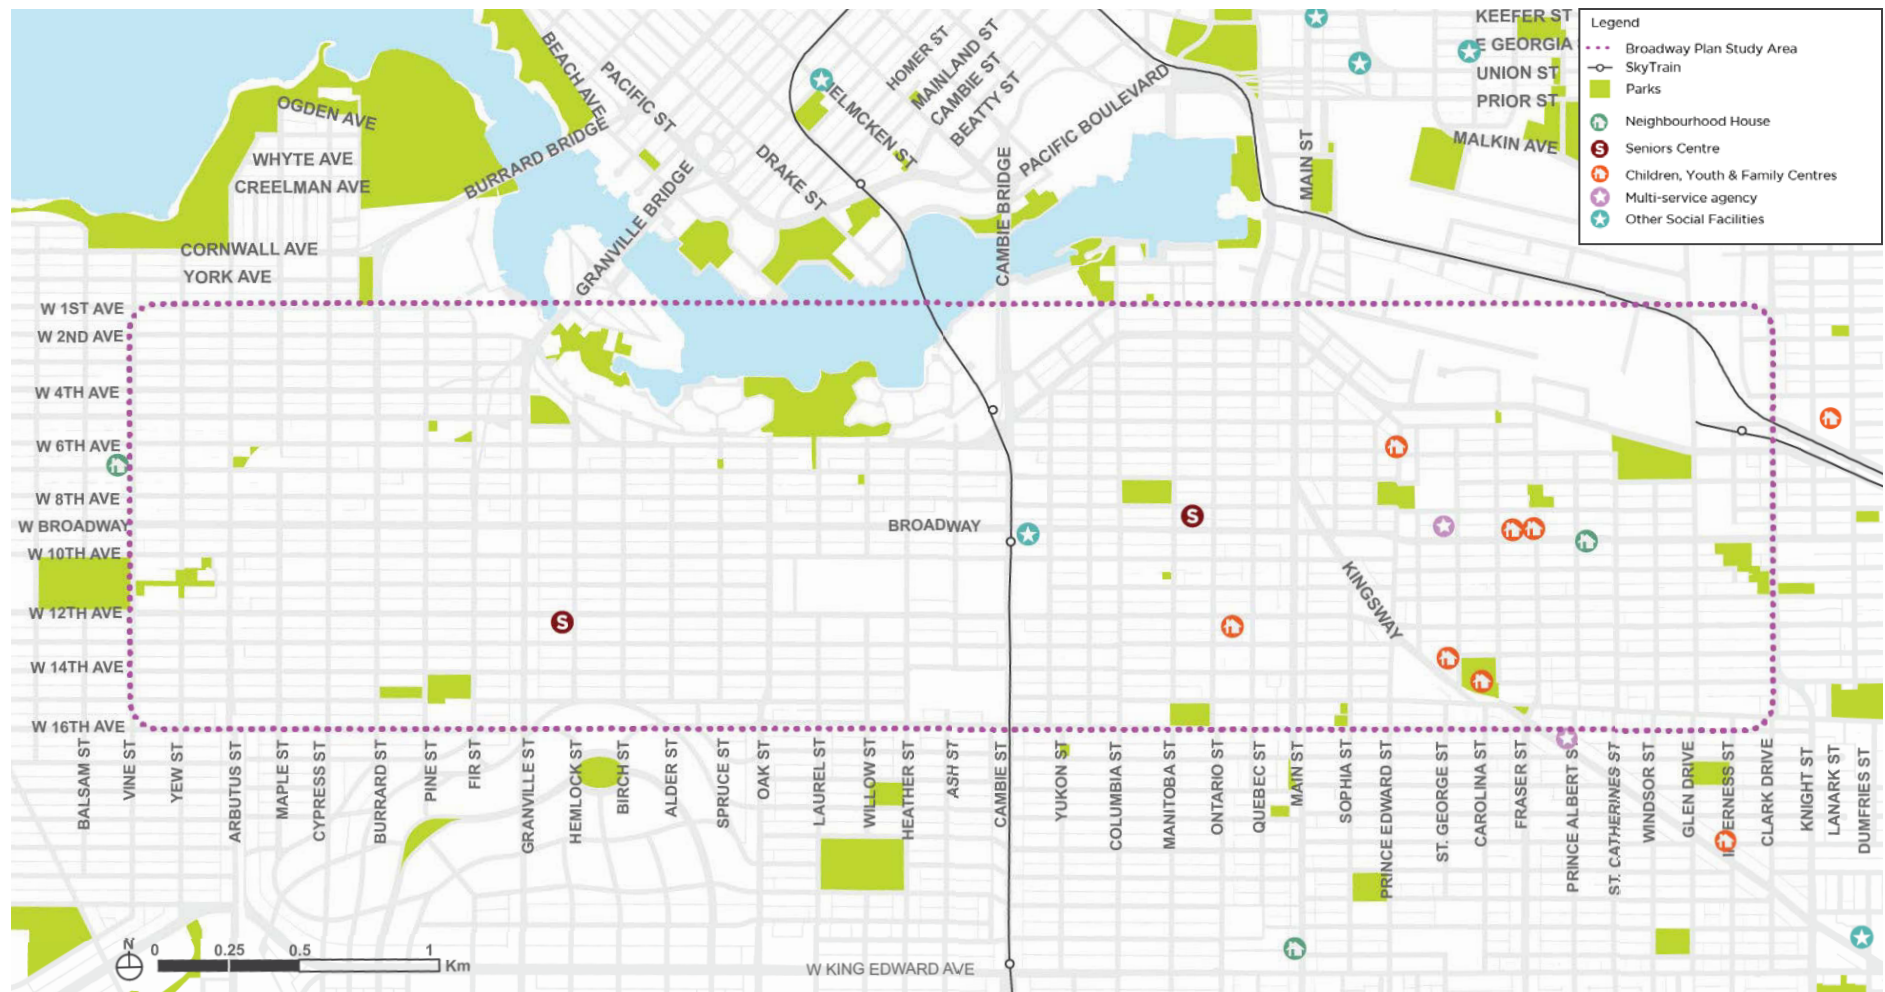 Legend
Broadway Plan Study Area
SkyTrain
Parks
Neighbourhood House
S Seniors Centre
Children, Youth & Family Centres
Multi-service agency
Other Social Facilities
KEEFER ST
E GEORGIA
UNION ST
PRIOR ST
MALKIN AVE
MAIN ST
BEACH AVE
PACIFIC ST
HOMER ST
MAINLAND ST
CAMBIE ST
BEATTY ST
PACIFIC BOULEVARD
ELMCKEN ST
DRAKE ST
BURRARD BRIDGE
GRANVILLE BRIDGE
CAMBIE BRIDGE
OGDEN AVE
WHYTE AVE
CREELMAN AVE
CORNWALL AVE
YORK AVE
W 1ST AVE
W 2ND AVE
W 4TH AVE
W 6TH AVE
W 8TH AVE
W BROADWAY
BROADWAY
W 10TH AVE
W 12TH AVE
W 14TH AVE
W 16TH AVE
S
S
KINGSWAY
BALSAM ST
VINE ST
YEW ST
ARBUTUS ST
MAPLE ST
CYPRESS ST
BURRARD ST
PINE ST
FIR ST
GRANVILLE ST
HEMLOCK ST
BIRCH ST
ALDER ST
SPRUCE ST
OAK ST
LAUREL ST
WILLOW ST
HEATHER ST
ASH ST
CAMBIE ST
YUKON ST
COLUMBIA ST
MANITOBA ST
ONTARIO ST
QUEBEC ST
MAIN ST
SOPHIA ST
PRINCE EDWARD ST
ST. GEORGE ST
CAROLINA ST
FRASER ST
PRINCE ALBERT ST
ST. CATHERINES ST
WINDSOR ST
GLEN DRIVE
ERNESS ST
CLARK DRIVE
KNIGHT ST
LANARK ST
DUMFRIES ST
W KING EDWARD AVE
N
0 0.25 0.5 1
Km